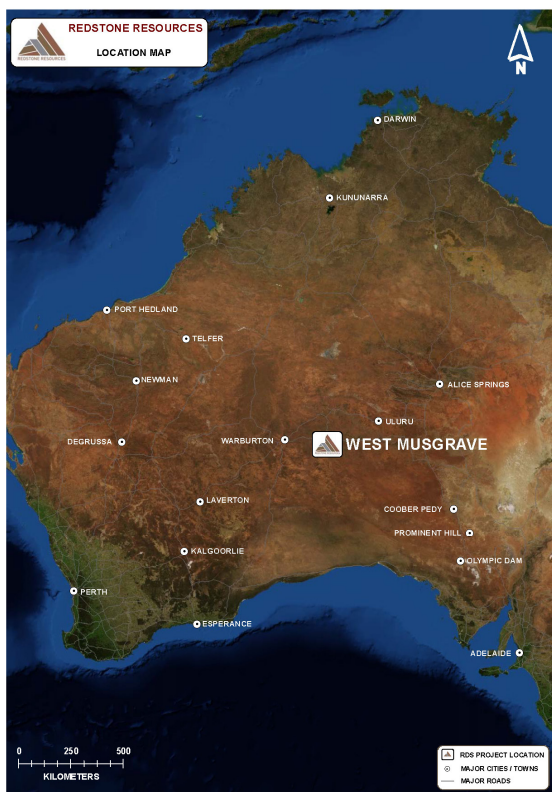 REDSTONE RESOURCES
LOCATION MAP
REDSTONE RESOURCES
N
DARWIN
KUNUNARRA
PORT HEDLAND
TELFER
NEWMAN
ALICE SPRINGS
ULURU
DEGRUSSA
WARBURTON
WEST MUSGRAVE
LAVERTON
COOBER PEDY
PROMINENT HILL
KALGOORLIE
OLYMPIC DAM
PERTH
ESPERANCE
ADELAIDE
0 250 500
KILOMETERS
RDS PROJECT LOCATION
MAJOR CITIES / TOWNS
MAJOR ROADS